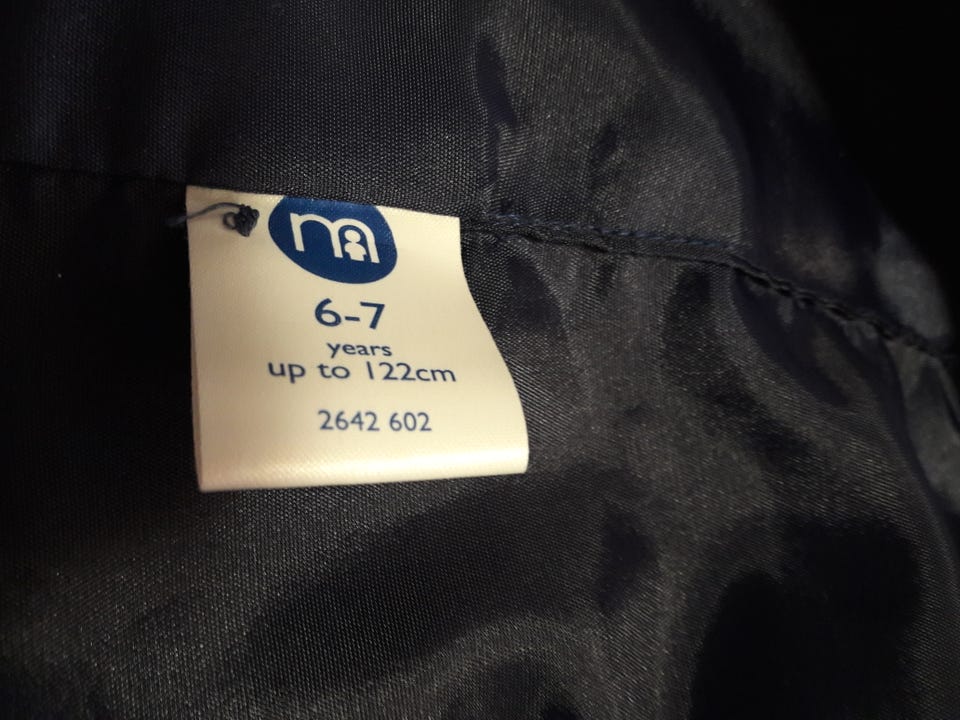 m
6-7
years
up to 122cm
2642 602